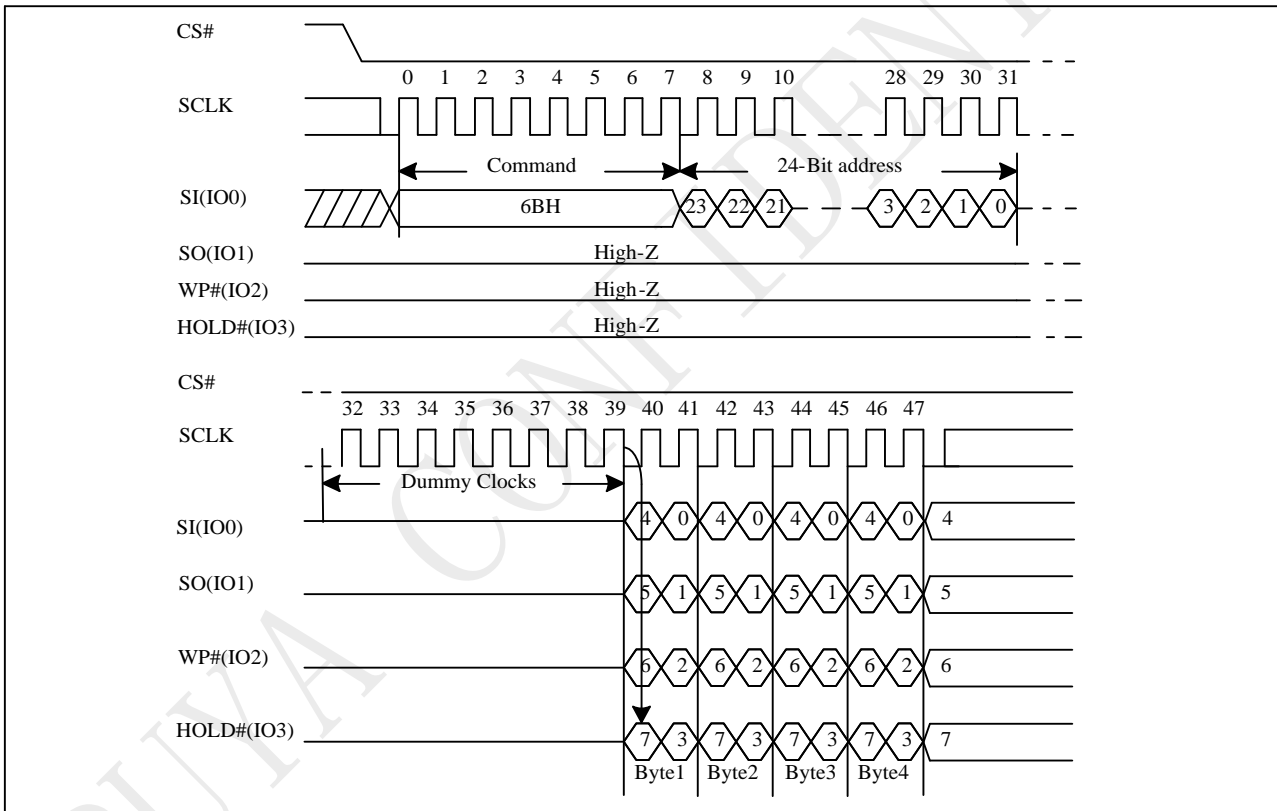 CS#
0 1 2 3 4 5 6 7 8 9 10 28 29 30 31
SCLK
Command 24-Bit address
SI(IO0) 6BH 23 22 21 3 2 1 0
SO(IO1) High-Z
WP#(IO2) High-Z
HOLD#(IO3) High-Z
CS#
32 33 34 35 36 37 38 39 40 41 42 43 44 45 46 47
SCLK
Dummy Clocks
SI(IO0) 4 0 4 0 4 0 4 0 4
SO(IO1) 5 1 5 1 5 1 5 1 5
WP#(IO2) 6 2 6 2 6 2 6 2 6
HOLD#(IO3) 7 3 7 3 7 3 7 3 7
Byte1 Byte2 Byte3 Byte4
PUYA CONFIDENT